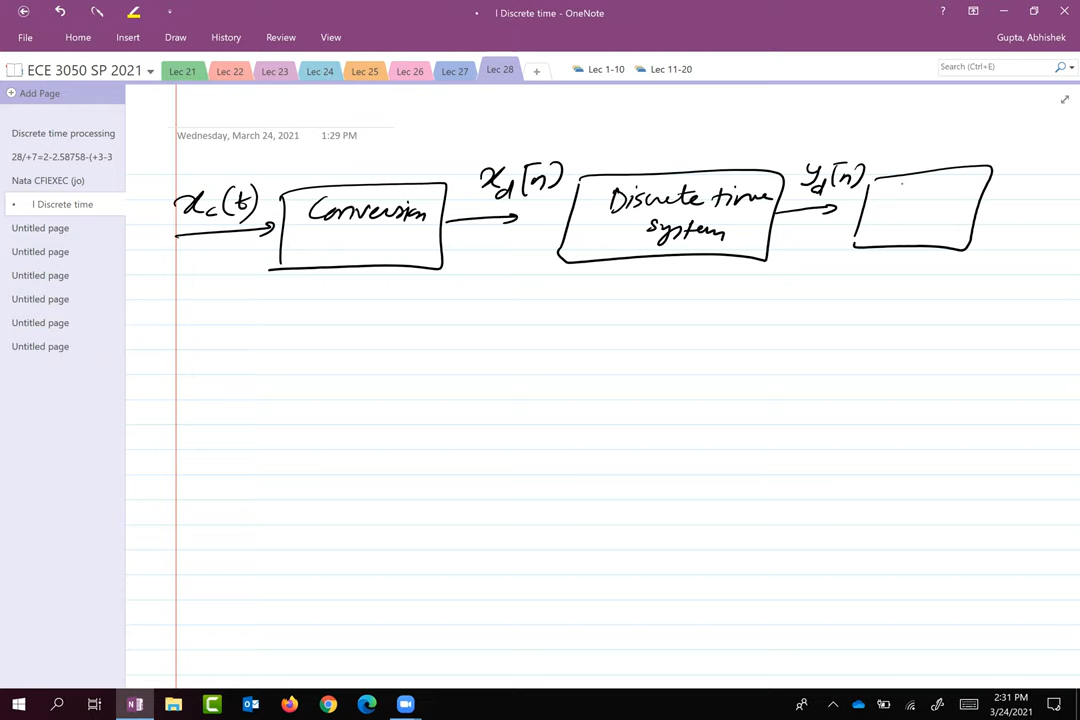 I Discrete time - OneNote
?
File
Home
Insert
Draw
History
Review
View
Gupta, Abhishek
ECE 3050 SP 2021
Lec 21
Lec 22
Lec 23
Lec 24
Lec 25
Lec 26
Lec 27
Lec 28
Lec 1-10
Lec 11-20
Search (Ctrl+E)
Add Page
Discrete time processing
28/+7=2-2.58758-(+3-3
Nata CFIEXEC (jo)
I Discrete time
Untitled page
Untitled page
Untitled page
Untitled page
Untitled page
Untitled page
Wednesday, March 24, 2021
1:29 PM
x_c(t)
Conversion
x_d[n]
Discrete time
system
y_d[n]
2:31 PM
3/24/2021